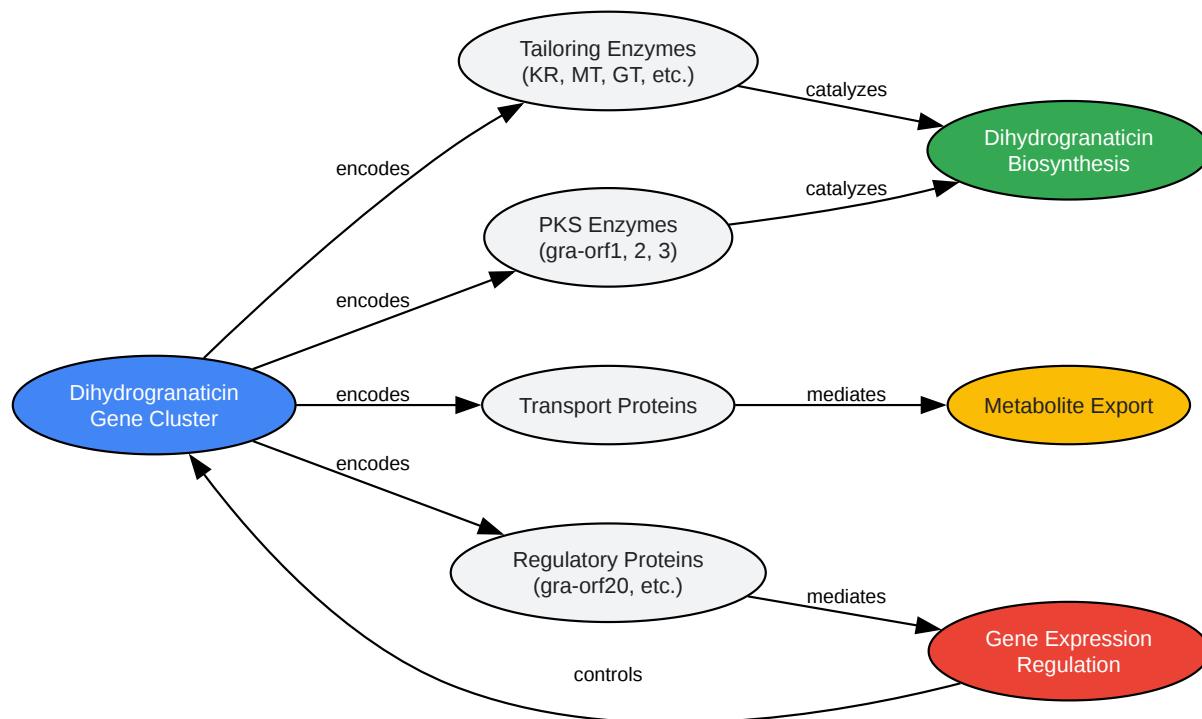 Tailoring Enzymes
(KR, MT, GT, etc.)
catalyzes
Dihydrogranaticin
Biosynthesis
encodes
catalyzes
PKS Enzymes
(gra-orf1, 2, 3)
encodes
Dihydrogranaticin
Gene Cluster
encodes
Transport Proteins
mediates
Metabolite Export
encodes
Regulatory Proteins
(gra-orf20, etc.)
mediates
Gene Expression
Regulation
controls